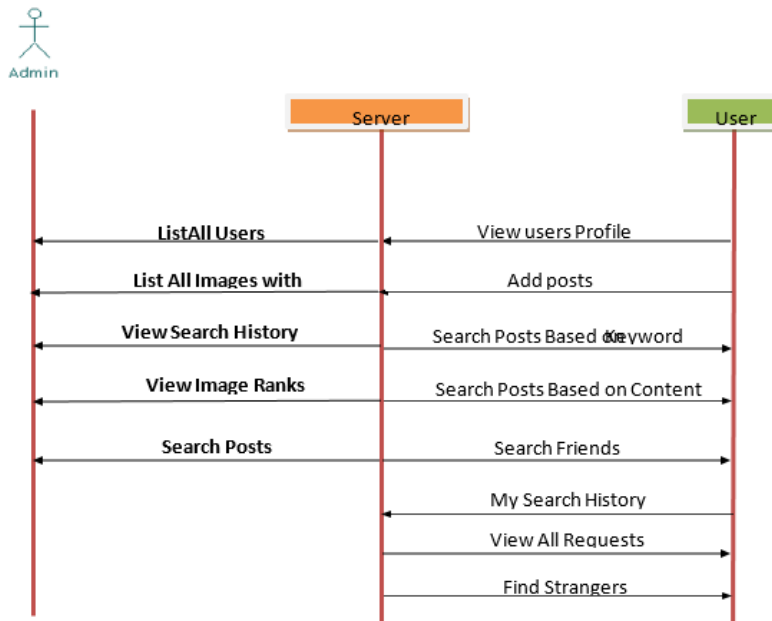 Admin
Server
User
ListAll Users
View users Profile
List All Images with
Add posts
View Search History
Search Posts Based on Keyword
View Image Ranks
Search Posts Based on Content
Search Posts
Search Friends
My Search History
View All Requests
Find Strangers